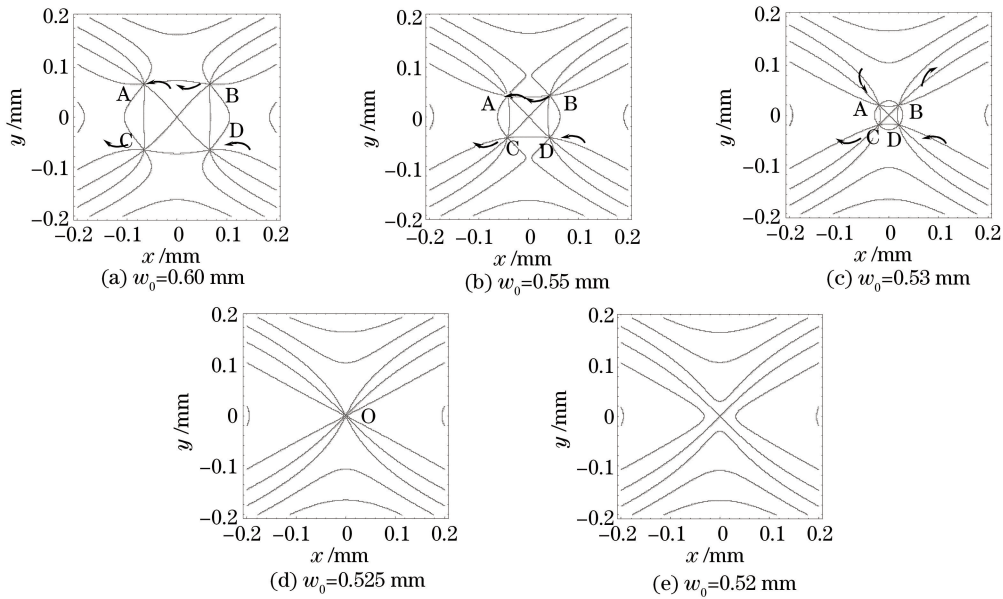 0.2
0.1
0
−0.1
−0.2
y /mm
A
B
C
D
−0.2 −0.1 0 0.1 0.2
x /mm
(a) w₀=0.60 mm
0.2
0.1
0
−0.1
−0.2
y /mm
A
B
C
D
−0.2 −0.1 0 0.1 0.2
x /mm
(b) w₀=0.55 mm
0.2
0.1
0
−0.1
−0.2
y /mm
A
B
C D
−0.2 −0.1 0 0.1 0.2
x /mm
(c) w₀=0.53 mm
0.2
0.1
0
−0.1
−0.2
y /mm
O
−0.2 −0.1 0 0.1 0.2
x /mm
(d) w₀=0.525 mm
0.2
0.1
0
−0.1
−0.2
y /mm
−0.2 −0.1 0 0.1 0.2
x /mm
(e) w₀=0.52 mm